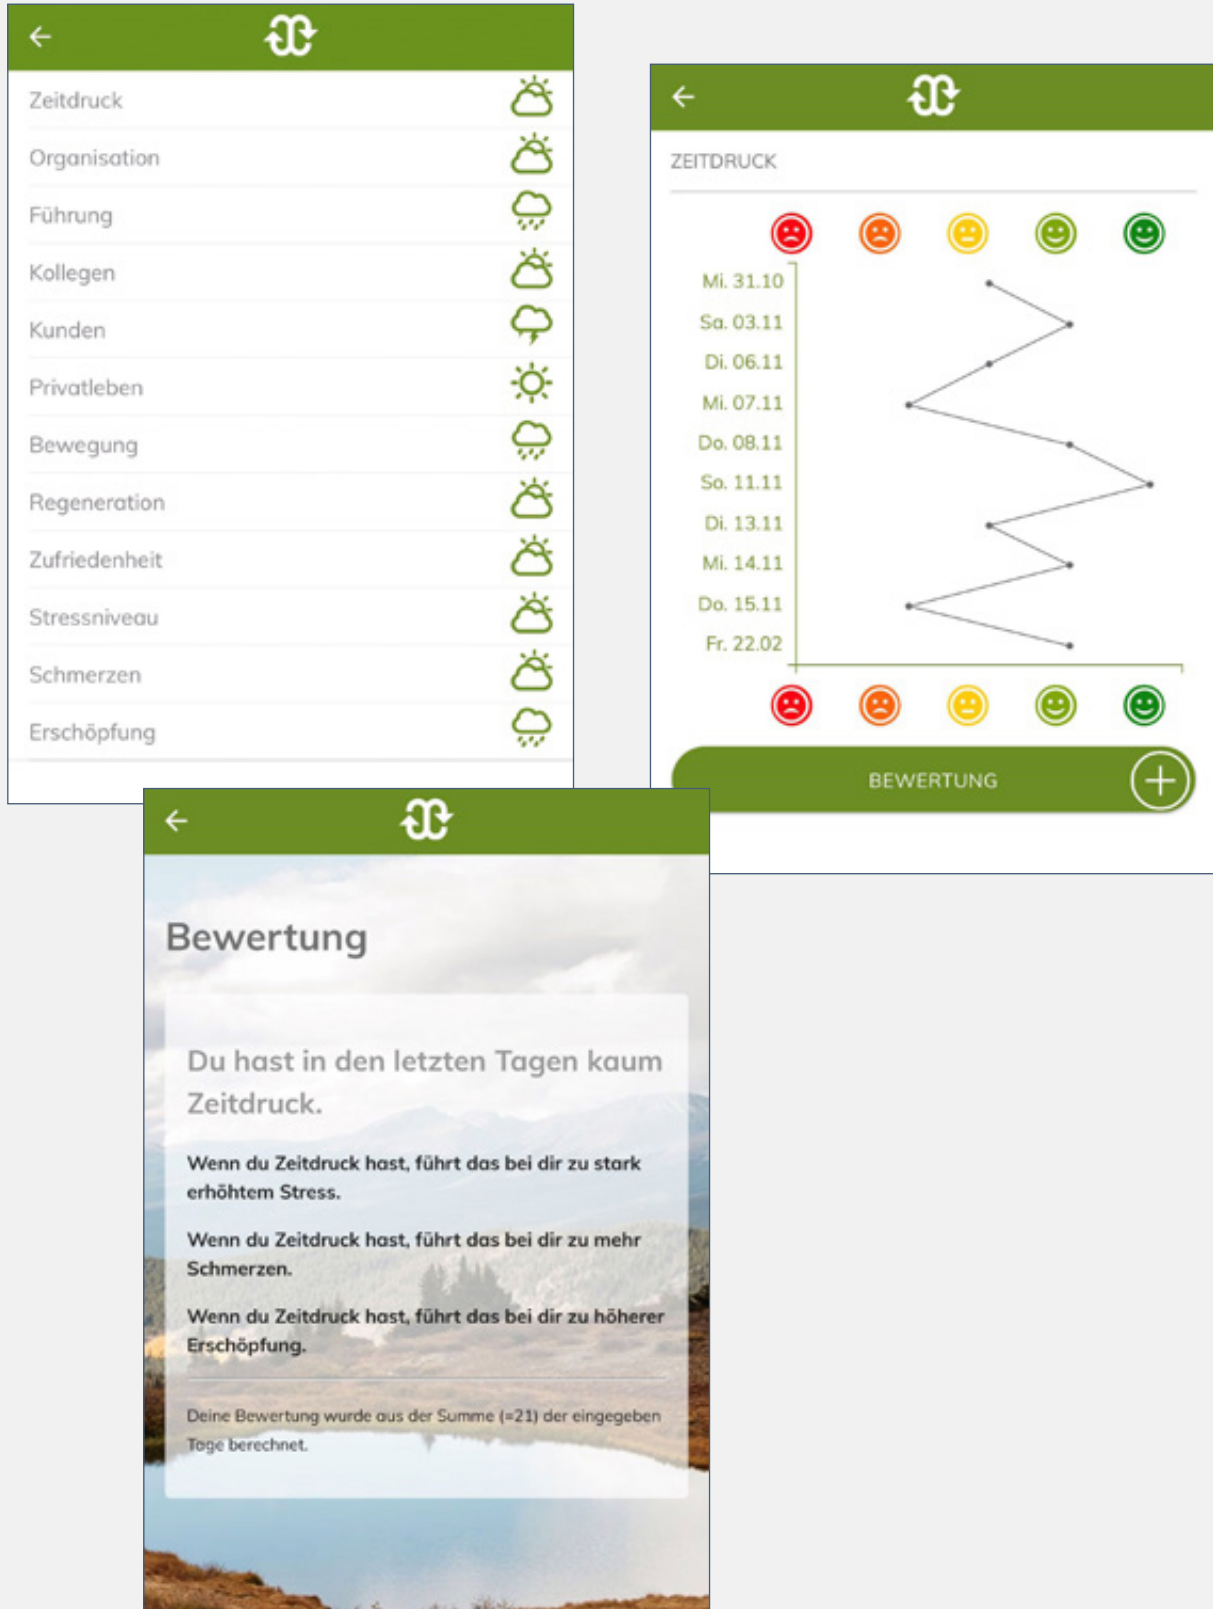 Zeitdruck
Organisation
Führung
Kollegen
Kunden
Privatleben
Bewegung
Regeneration
Zufriedenheit
Stressniveau
Schmerzen
Erschöpfung
ZEITDRUCK
Mi. 31.10
Sa. 03.11
Di. 06.11
Mi. 07.11
Do. 08.11
So. 11.11
Di. 13.11
Mi. 14.11
Do. 15.11
Fr. 22.02
BEWERTUNG
Bewertung
Du hast in den letzten Tagen kaum
Zeitdruck.
Wenn du Zeitdruck hast, führt das bei dir zu stark
erhöhtem Stress.
Wenn du Zeitdruck hast, führt das bei dir zu mehr
Schmerzen.
Wenn du Zeitdruck hast, führt das bei dir zu höherer
Erschöpfung.
Deine Bewertung wurde aus der Summe (=21) der eingegeben
Tage berechnet.